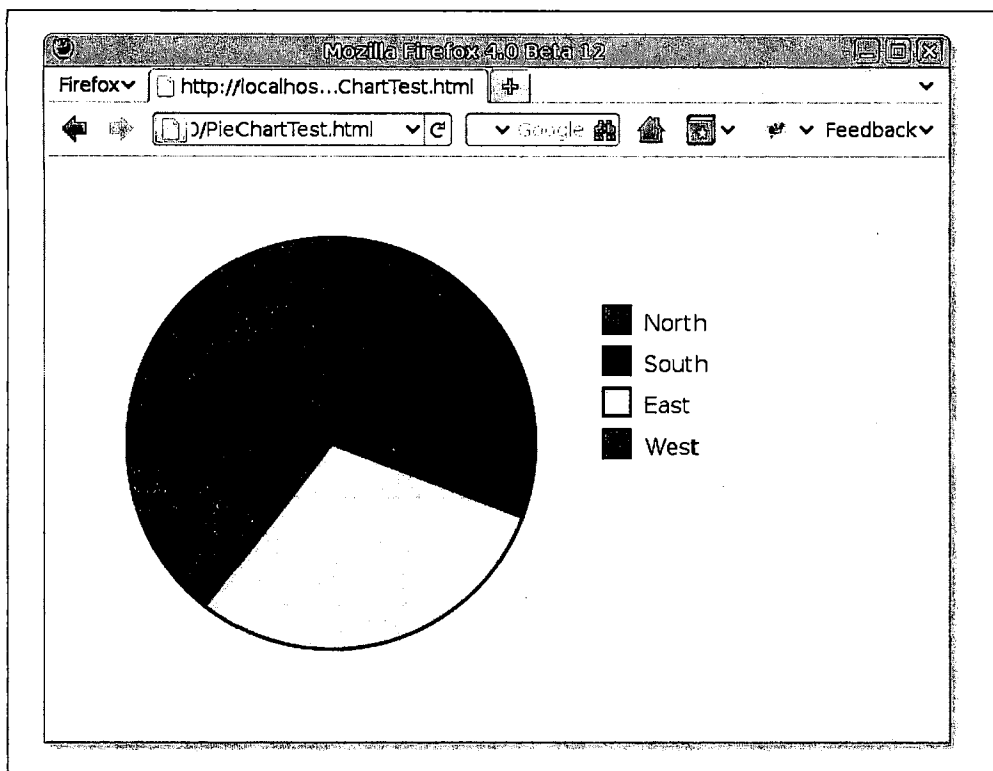 Mozilla Firefox 4.0 Beta 12
Firefox
http://localhos...ChartTest.html
0/PieChartTest.html
Google
Feedback
North
South
East
West